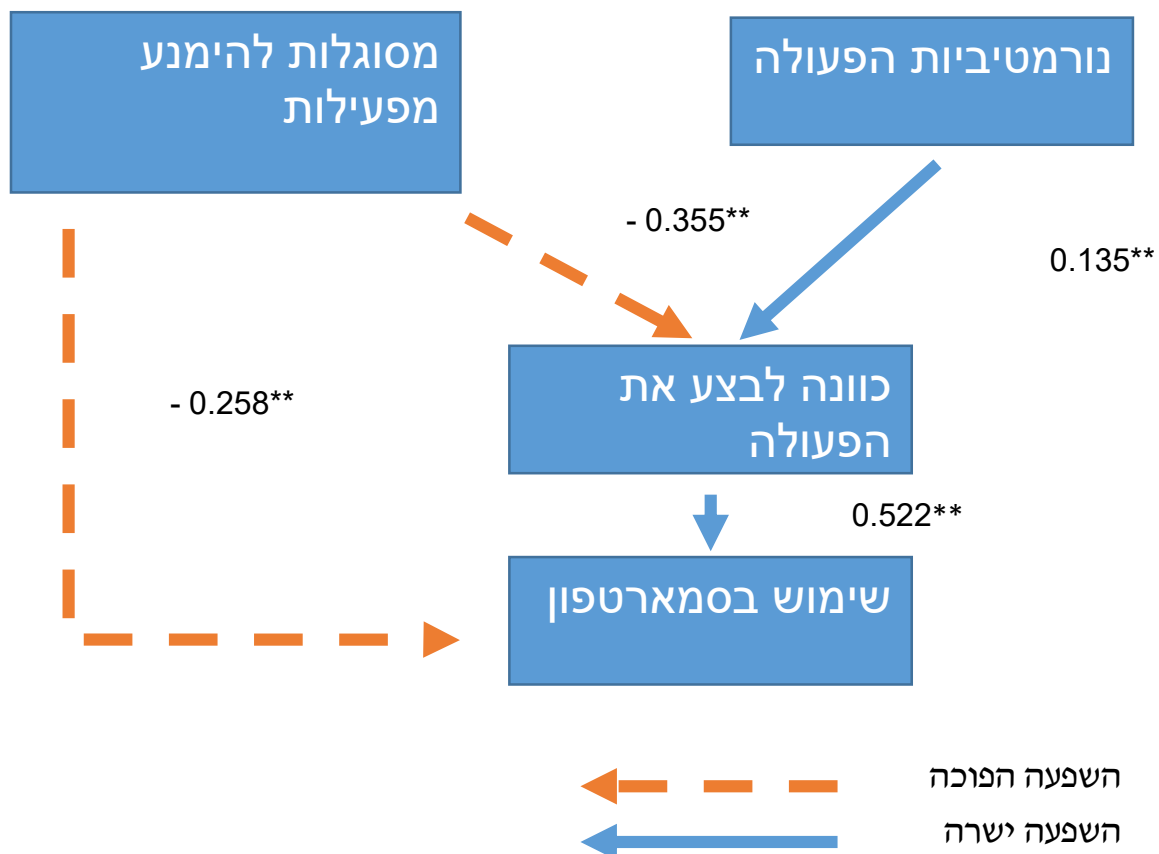 נורמטיביות הפעולה
מסוגלות להימנע
מפעילות
- 0.355**
0.135**
- 0.258**
כוונה לבצע את
הפעולה
0.522**
שימוש בסמארטפון
השפעה הפוכה
השפעה ישרה